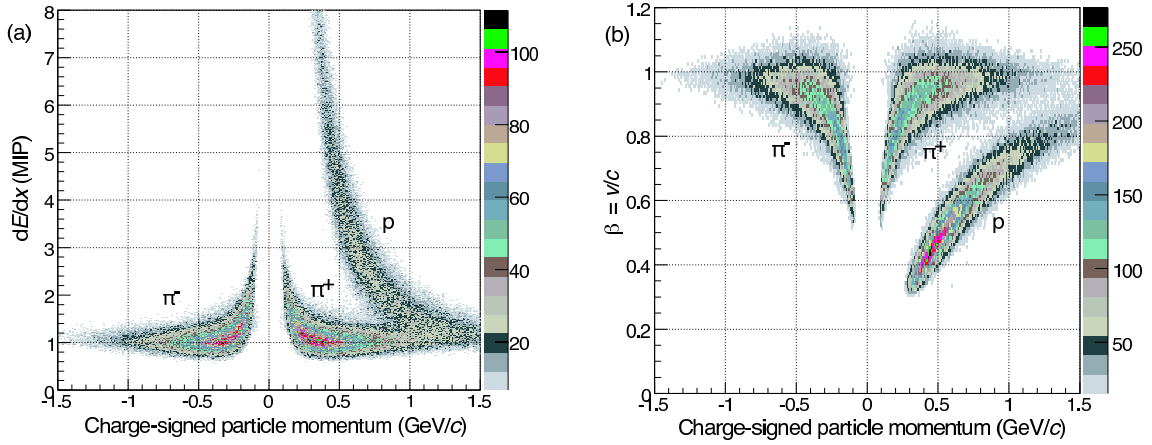 (a)
dE/dx (MIP)
8
7
6
5
4
3
2
1
0
π⁻
π⁺
p
-1.5 -1 -0.5 0 0.5 1 1.5
Charge-signed particle momentum (GeV/c)
100
80
60
40
20
(b)
β = v/c
1.2
1
0.8
0.6
0.4
0.2
0
π⁻
π⁺
p
-1.5 -1 -0.5 0 0.5 1 1.5
Charge-signed particle momentum (GeV/c)
250
200
150
100
50